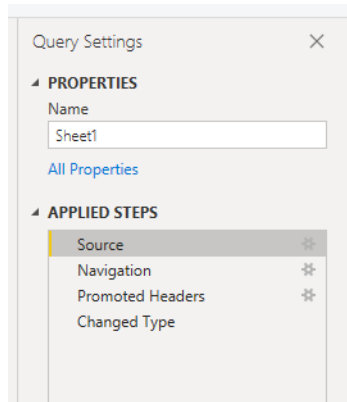 Query Settings
PROPERTIES
Name
Sheet1
All Properties
APPLIED STEPS
Source
Navigation
Promoted Headers
Changed Type